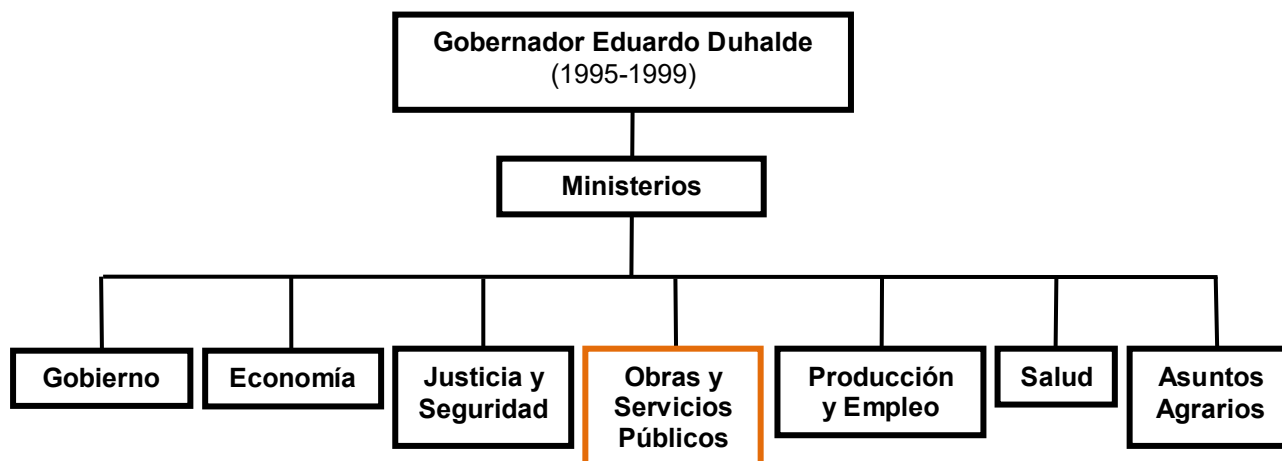 Gobernador Eduardo Duhalde
(1995-1999)
Ministerios
Gobierno
Economía
Justicia y
Seguridad
Obras y
Servicios
Públicos
Producción
y Empleo
Salud
Asuntos
Agrarios